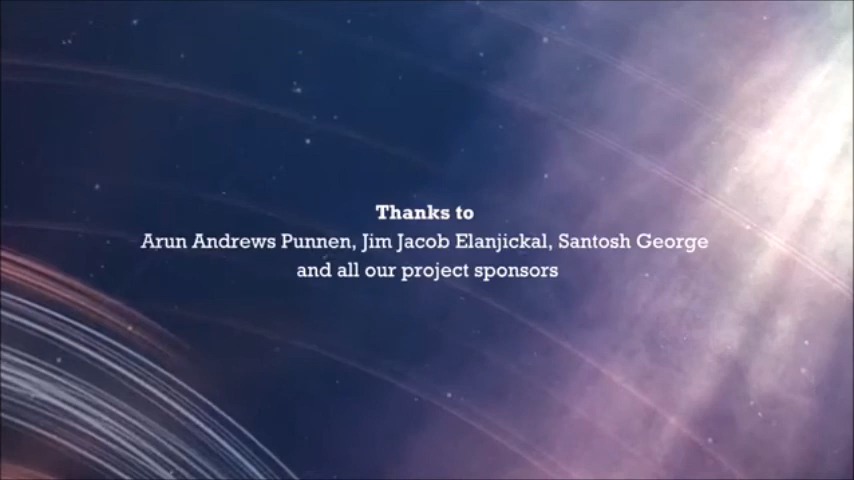 Thanks to
Arun Andrews Punnen, Jim Jacob Elanjickal, Santosh George
and all our project sponsors